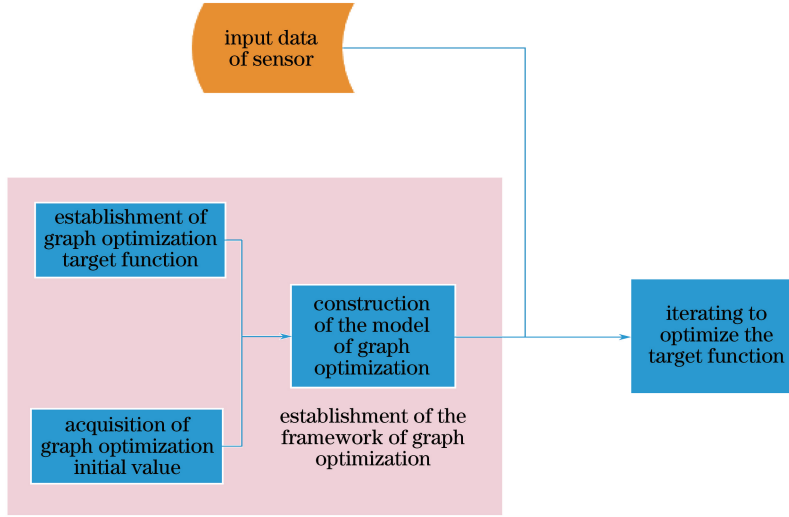 input data
of sensor
establishment of
graph optimization
target function
construction
of the model
of graph
optimization
iterating to
optimize the
target function
acquisition of
graph optimization
initial value
establishment of the
framework of graph
optimization